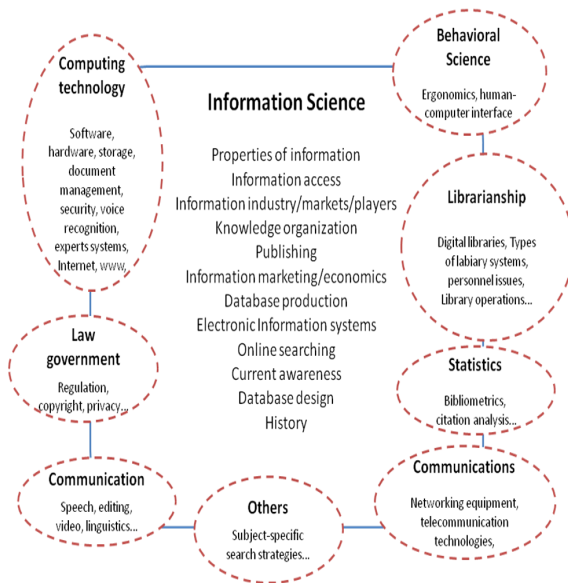 Computing
technology
Software,
hardware, storage,
document
management,
security, voice
recognition,
experts systems,
Internet, www,
Behavioral
Science
Ergonomics, human-
computer interface
Information Science
Properties of information
Information access
Information industry/markets/players
Knowledge organization
Publishing
Information marketing/economics
Database production
Electronic Information systems
Online searching
Current awareness
Database design
History
Librarianship
Digital libraries, Types
of labiary systems,
personnel issues,
Library operations...
Law
government
Regulation,
copyright, privacy...
Statistics
Bibliometrics,
citation analysis...
Communication
Speech, editing,
video, linguistics...
Others
Subject-specific
search strategies...
Communications
Networking equipment,
telecommunication
technologies,